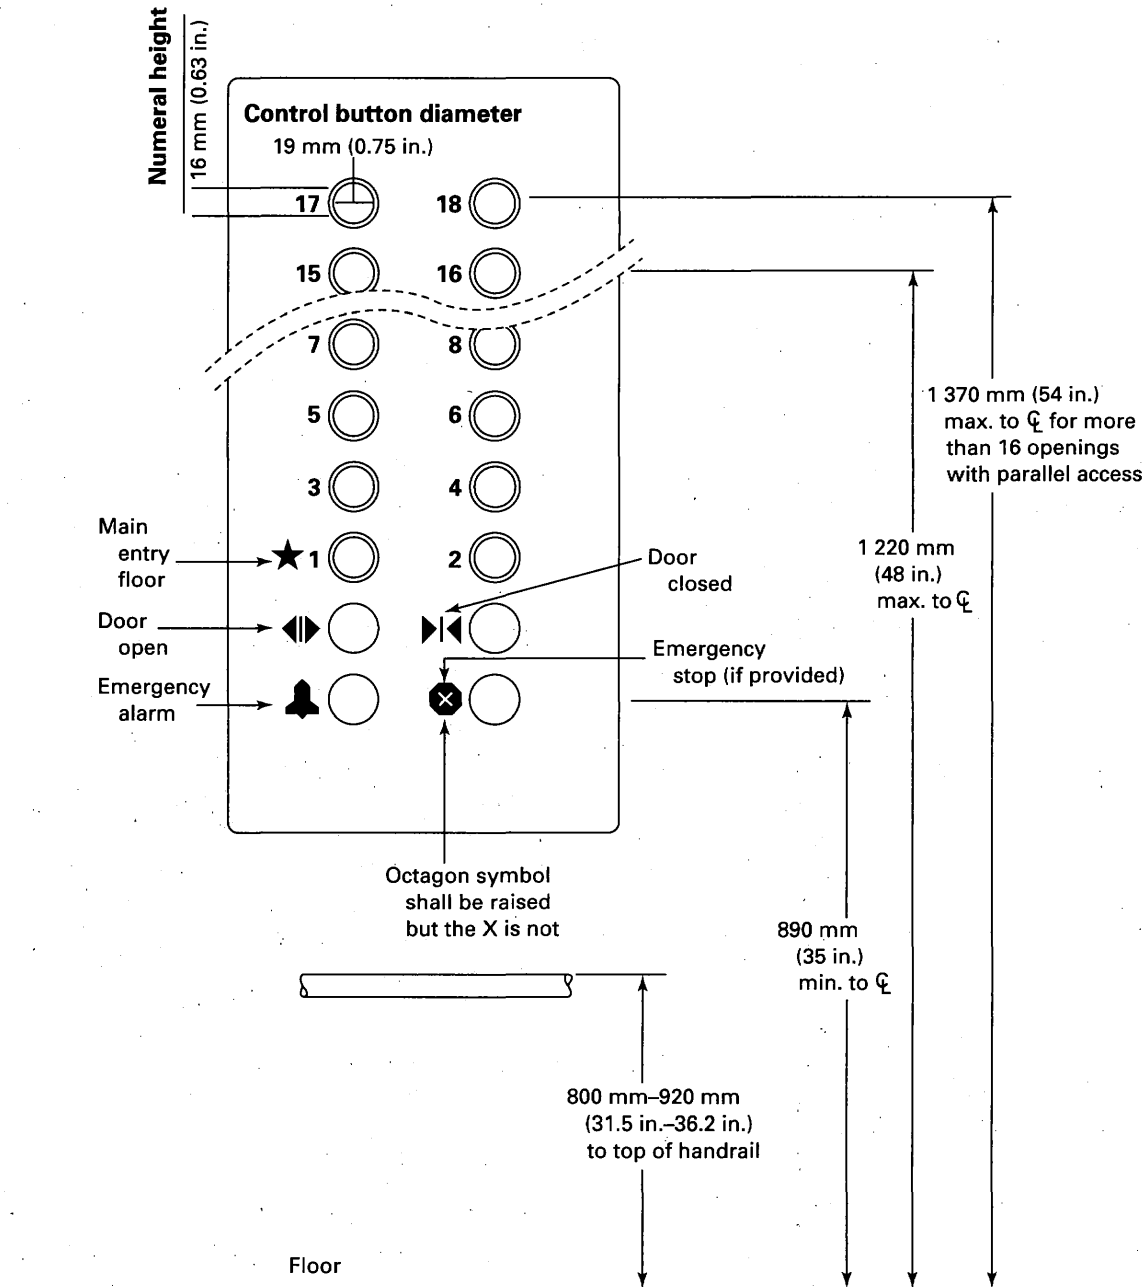 Numeral height
16 mm (0.63 in.)
Control button diameter
19 mm (0.75 in.)
17
18
15
16
7
8
5
6
3
4
1 370 mm (54 in.)
max. to ℄ for more
than 16 openings
with parallel access
Main
entry
floor
★ 1
2
Door
closed
1 220 mm
(48 in.)
max. to ℄
Door
open
Emergency
stop (if provided)
Emergency
alarm
X
Octagon symbol
shall be raised
but the X is not
890 mm
(35 in.)
min. to ℄
800 mm–920 mm
(31.5 in.–36.2 in.)
to top of handrail
Floor